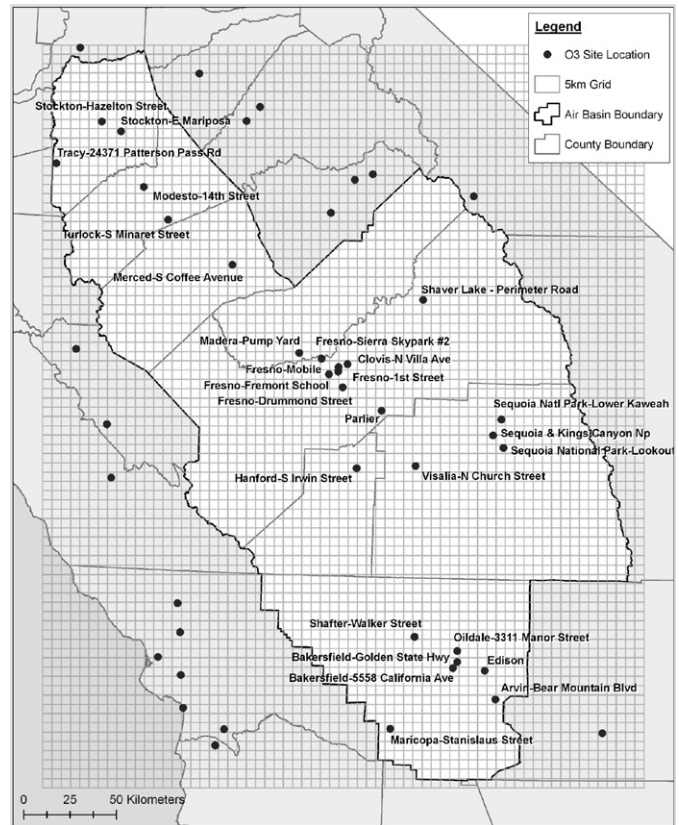 Legend
O3 Site Location
5km Grid
Air Basin Boundary
County Boundary
Stockton-Hazelton Street
Stockton-E Mariposa
Tracy-24371 Patterson Pass Rd
Modesto-14th Street
Turlock-S Minaret Street
Merced-S Coffee Avenue
Shaver Lake - Perimeter Road
Madera-Pump Yard
Fresno-Sierra Skypark #2
Clovis-N Villa Ave
Fresno-Mobile
Fresno-1st Street
Fresno-Fremont School
Fresno-Drummond Street
Parlier
Sequoia Natl Park-Lower Kaweah
Sequoia & Kings Canyon Np
Sequoia National Park-Lookout
Hanford-S Irwin Street
Visalia-N Church Street
Shafter-Walker Street
Oildale-3311 Manor Street
Bakersfield-Golden State Hwy
Edison
Bakersfield-5558 California Ave
Arvin-Bear Mountain Blvd
Maricopa-Stanislaus Street
0 25 50 Kilometers